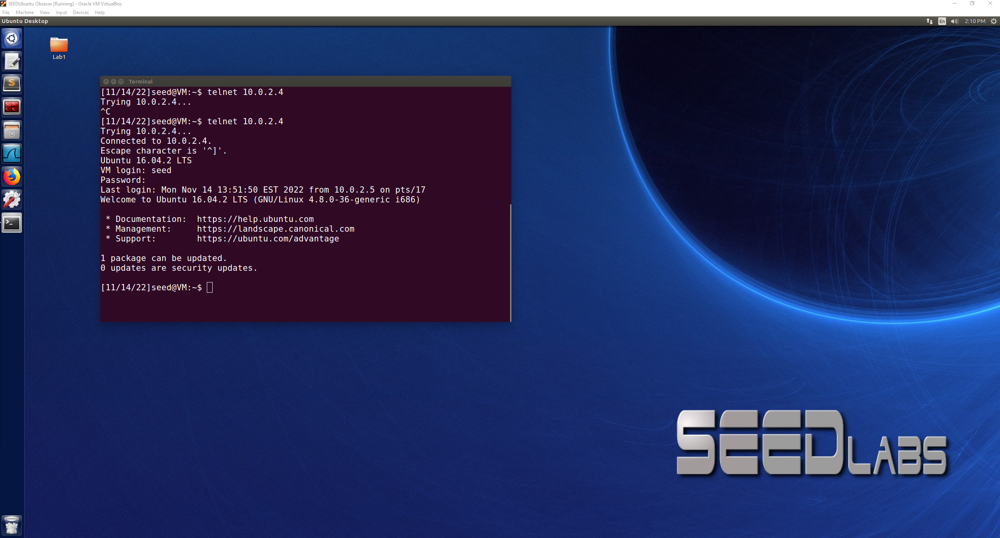 SEEDUbuntu Obsever [Running] - Oracle VM VirtualBox
File Machine View Input Devices Help
Ubuntu Desktop
En
2:10 PM
Lab1
Terminal
[11/14/22]seed@VM:~$ telnet 10.0.2.4
Trying 10.0.2.4...
^C
[11/14/22]seed@VM:~$ telnet 10.0.2.4
Trying 10.0.2.4...
Connected to 10.0.2.4.
Escape character is '^]'.
Ubuntu 16.04.2 LTS
VM login: seed
Password:
Last login: Mon Nov 14 13:51:50 EST 2022 from 10.0.2.5 on pts/17
Welcome to Ubuntu 16.04.2 LTS (GNU/Linux 4.8.0-36-generic i686)
* Documentation:  https://help.ubuntu.com
* Management:     https://landscape.canonical.com
* Support:        https://ubuntu.com/advantage
1 package can be updated.
0 updates are security updates.
[11/14/22]seed@VM:~$
SEEDLABS